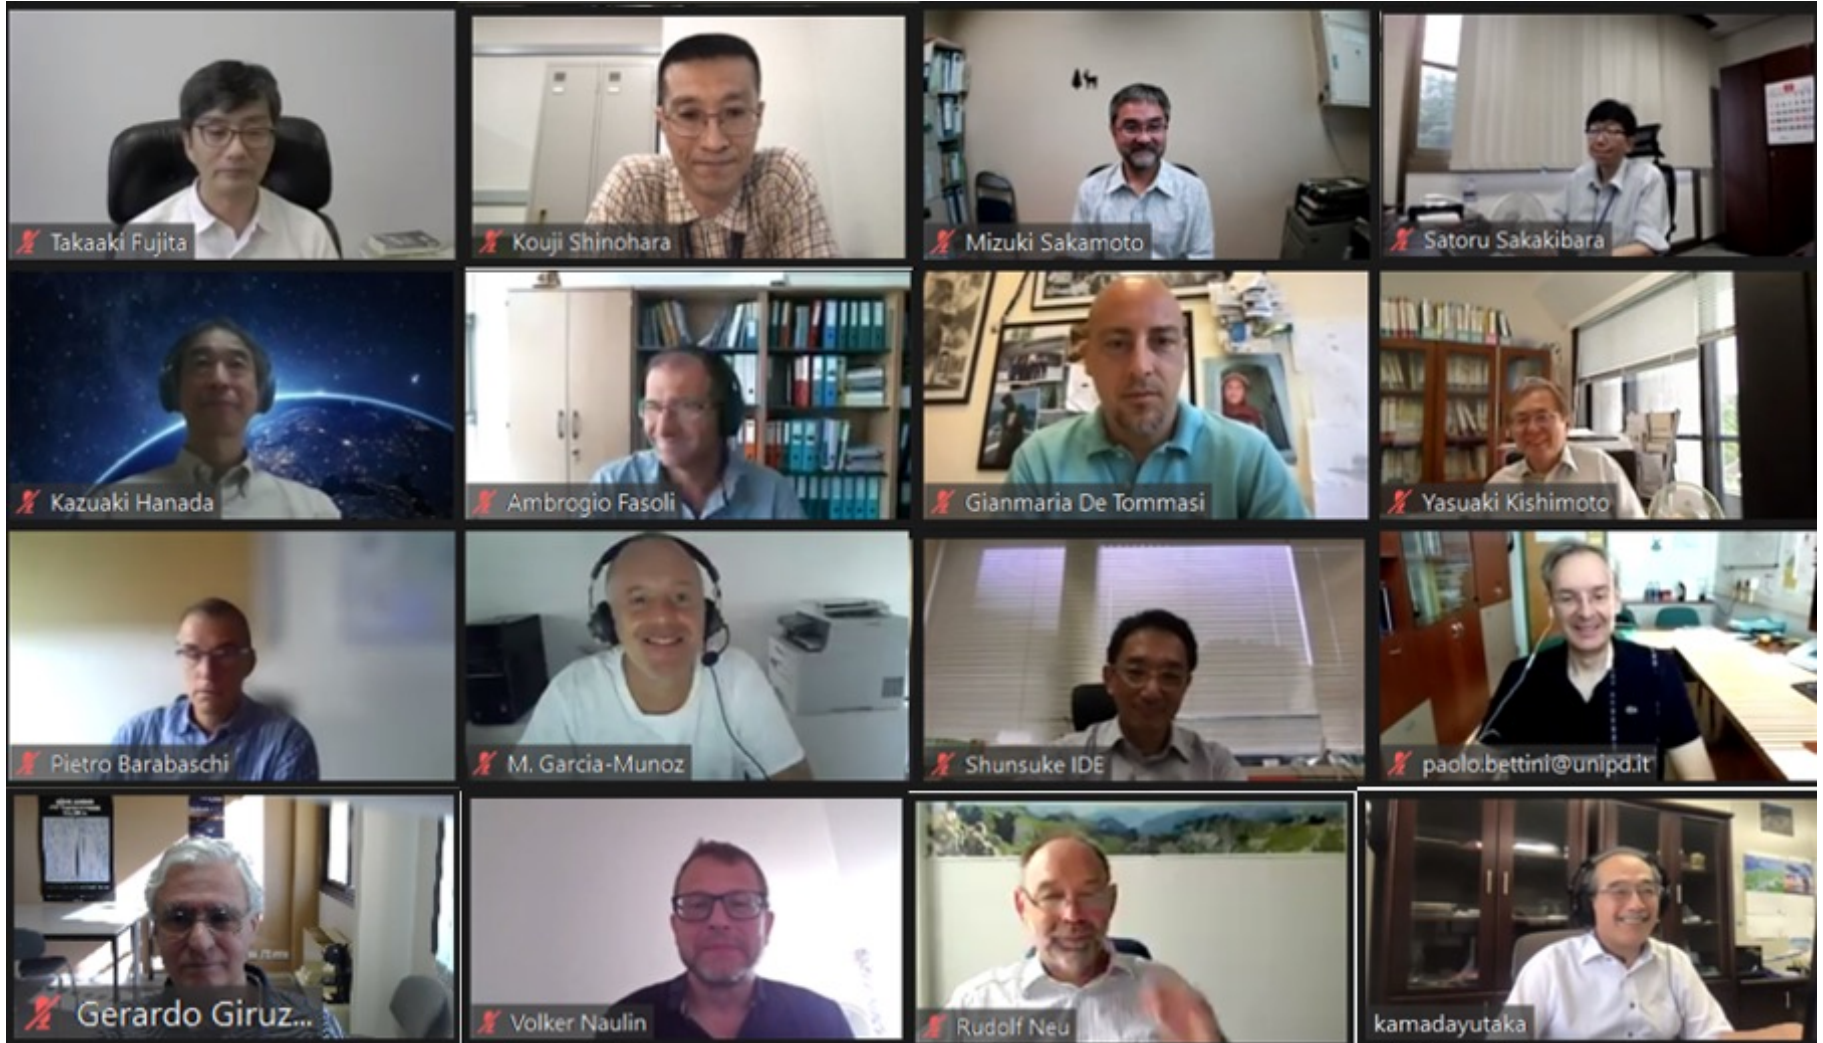 Takaaki Fujita
Kouji Shinohara
Mizuki Sakamoto
Satoru Sakakibara
Kazuaki Hanada
Ambrogio Fasoli
Gianmaria De Tommasi
Yasuaki Kishimoto
Pietro Barabaschi
M. Garcia-Munoz
Shunsuke IDE
paolo.bettini@unipd.it
Gerardo Giruz...
Volker Naulin
Rudolf Neu
kamadayutaka